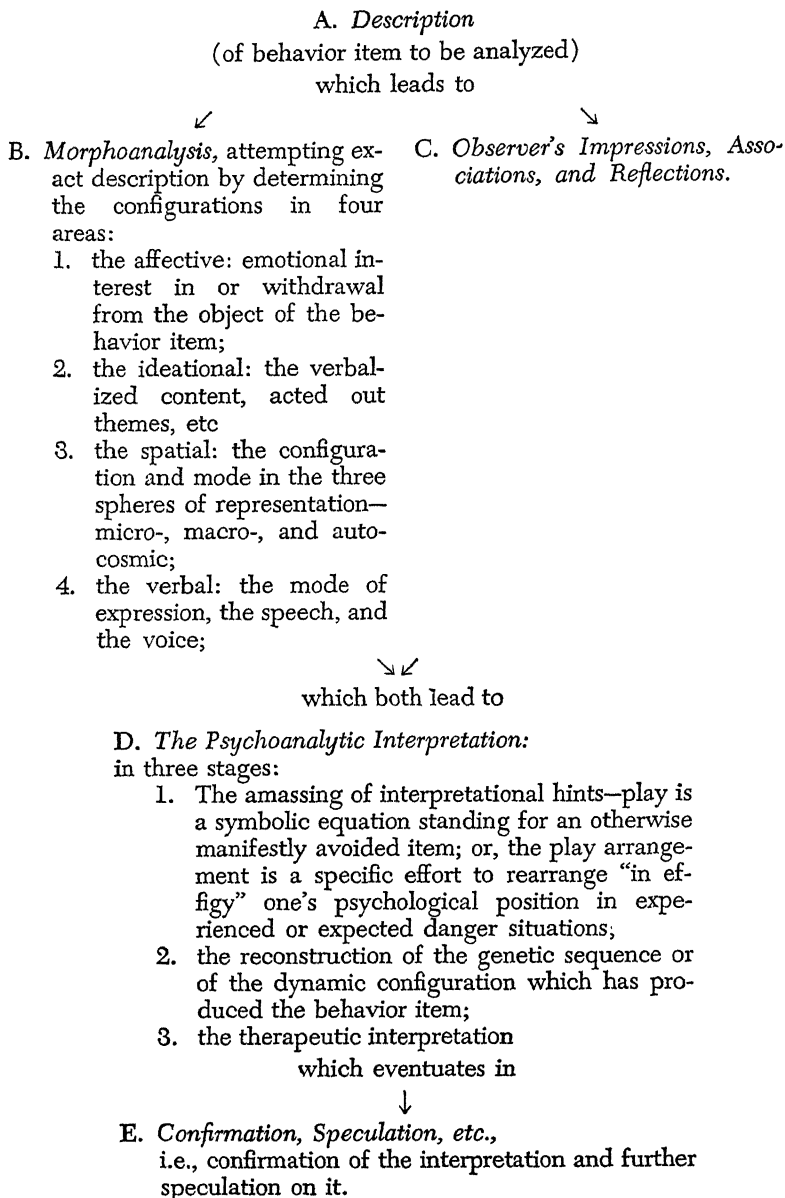 A. Description
(of behavior item to be analyzed)
which leads to
↙ ↘
B. Morphoanalysis, attempting ex-
act description by determining
the configurations in four
areas:
1. the affective: emotional in-
terest in or withdrawal
from the object of the be-
havior item;
2. the ideational: the verbal-
ized content, acted out
themes, etc
3. the spatial: the configura-
tion and mode in the three
spheres of representation—
micro-, macro-, and auto-
cosmic;
4. the verbal: the mode of
expression, the speech, and
the voice;
C. Observer's Impressions, Asso-
ciations, and Reflections.
↘↙
which both lead to
D. The Psychoanalytic Interpretation:
in three stages:
1. The amassing of interpretational hints—play is
a symbolic equation standing for an otherwise
manifestly avoided item; or, the play arrange-
ment is a specific effort to rearrange "in ef-
figy" one's psychological position in expe-
rienced or expected danger situations;
2. the reconstruction of the genetic sequence or
of the dynamic configuration which has pro-
duced the behavior item;
3. the therapeutic interpretation
which eventuates in
↓
E. Confirmation, Speculation, etc.,
i.e., confirmation of the interpretation and further
speculation on it.